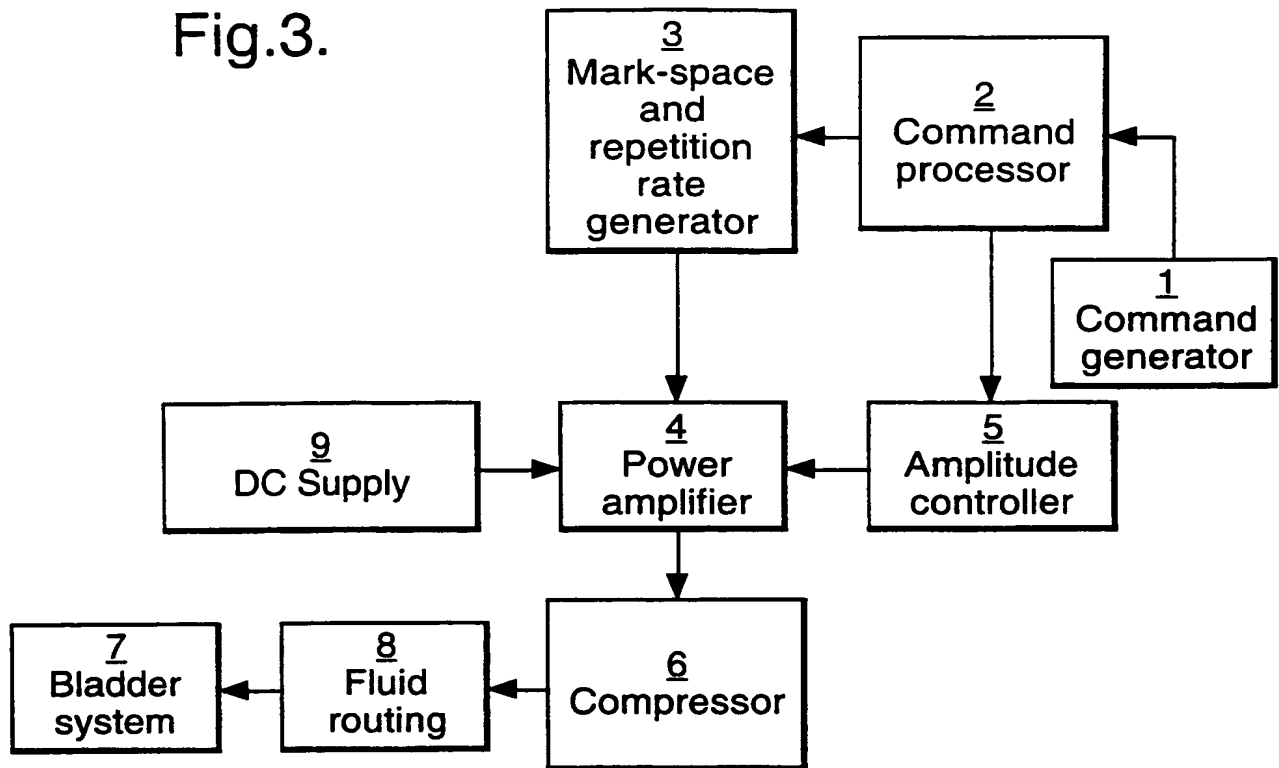 Fig.3.
3
Mark-space
and
repetition
rate
generator
2
Command
processor
1
Command
generator
9
DC Supply
4
Power
amplifier
5
Amplitude
controller
7
Bladder
system
8
Fluid
routing
6
Compressor